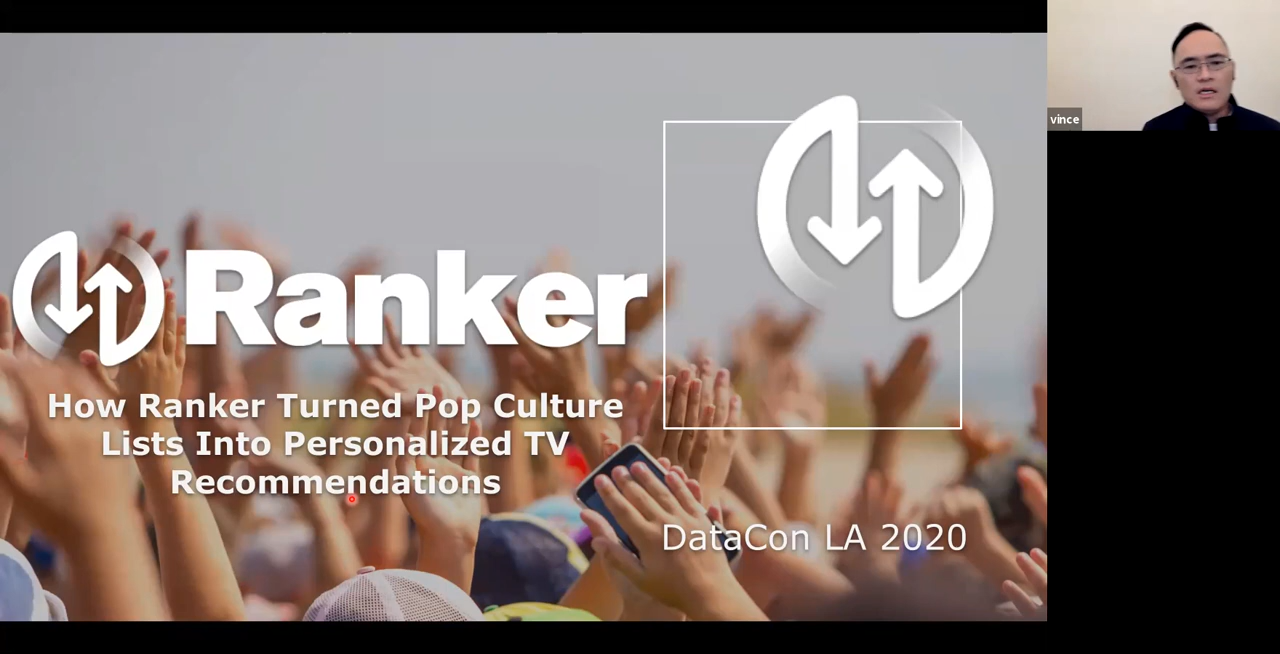 Ranker
How Ranker Turned Pop Culture
Lists Into Personalized TV
Recommendations
DataCon LA 2020
vince